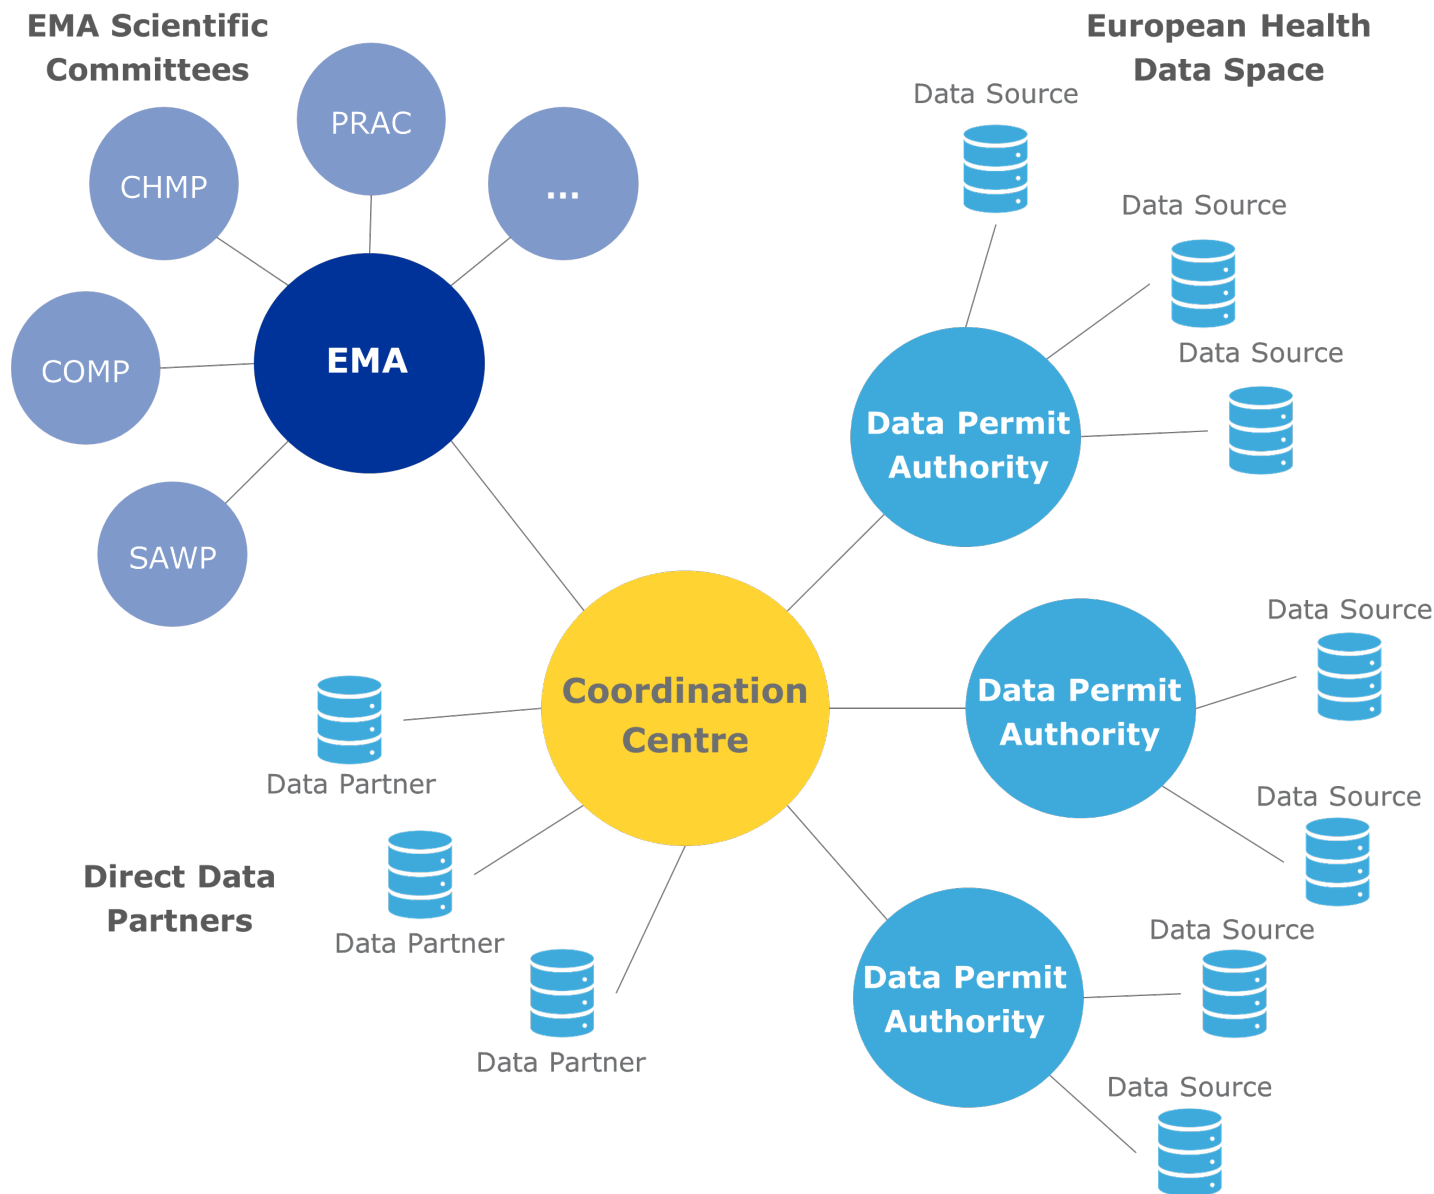 EMA Scientific
Committees
PRAC
CHMP
...
COMP
EMA
SAWP
European Health
Data Space
Data Source
Data Source
Data Source
Data Permit
Authority
Coordination
Centre
Data Permit
Authority
Data Source
Data Source
Data Partner
Direct Data
Partners
Data Partner
Data Partner
Data Permit
Authority
Data Source
Data Source